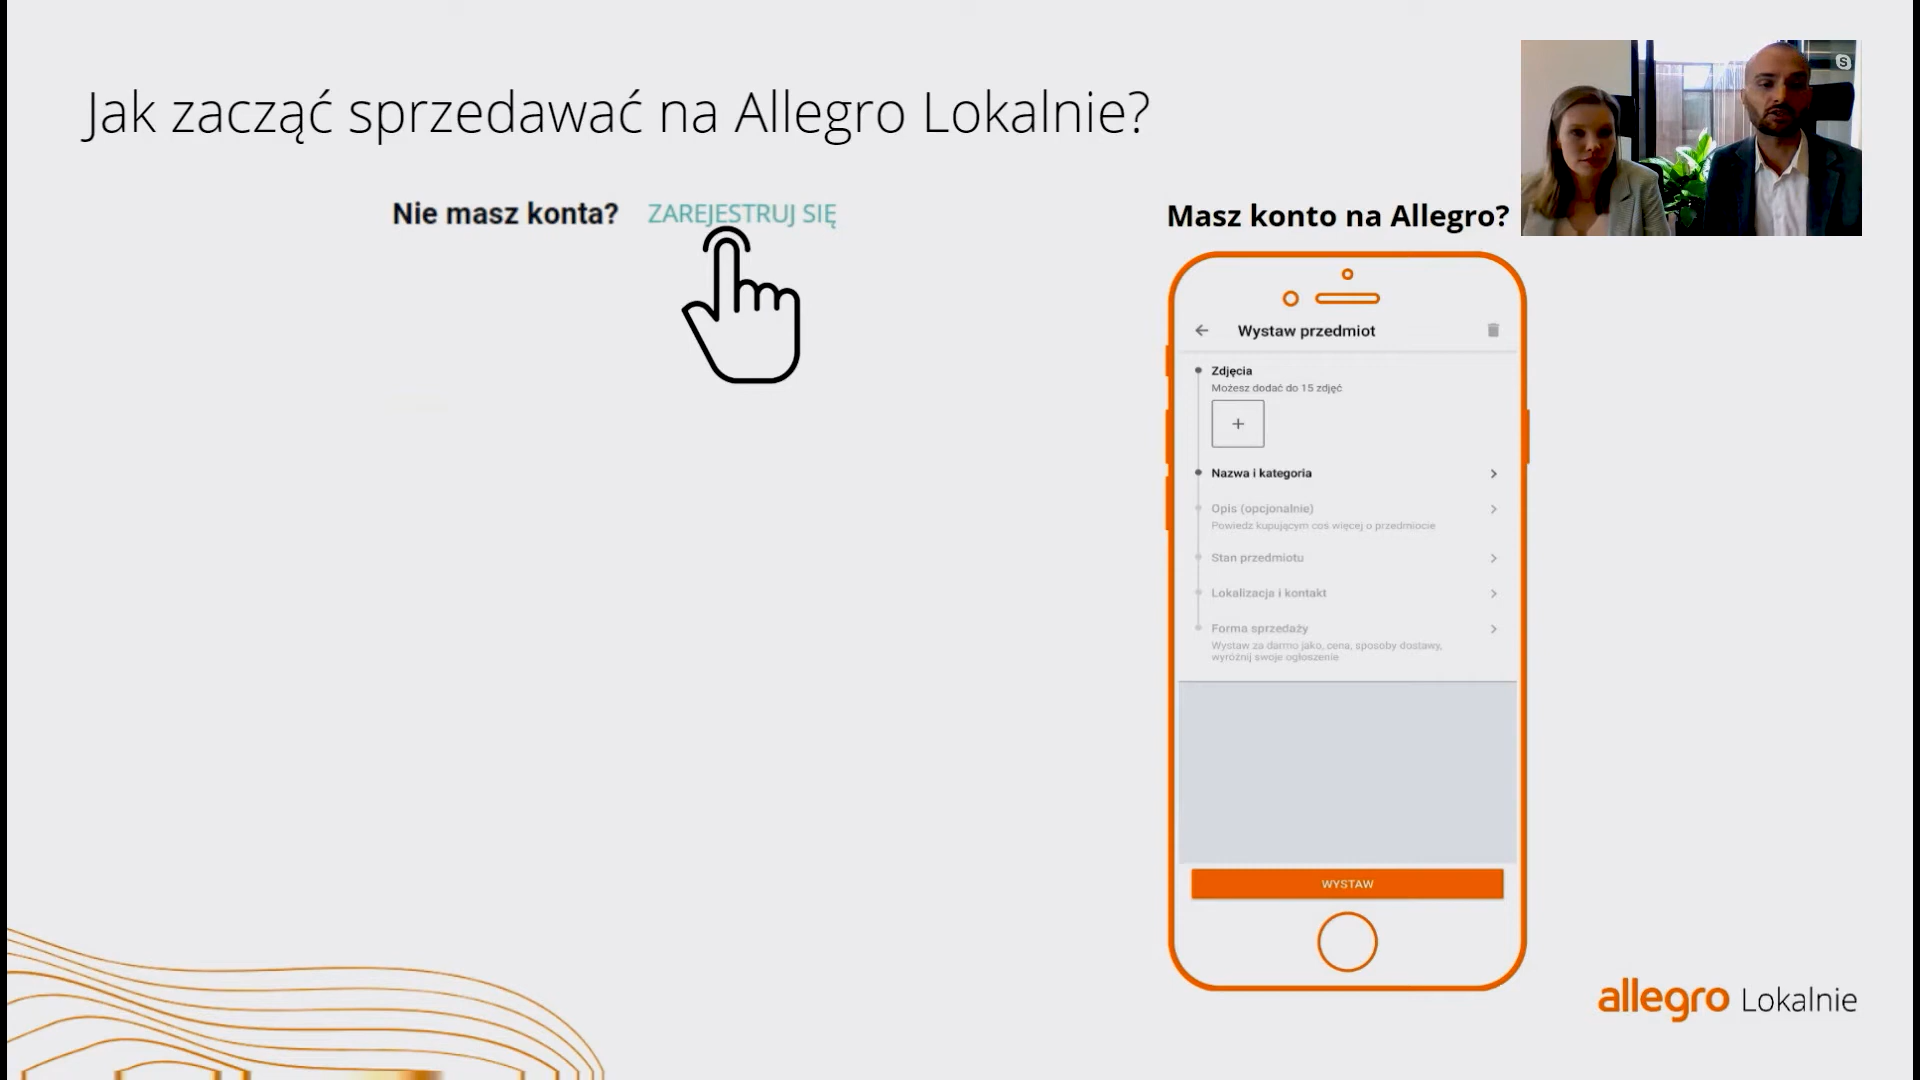 Jak zacząć sprzedawać na Allegro Lokalnie?
Nie masz konta? ZAREJESTRUJ SIĘ
Masz konto na Allegro?
Wystaw przedmiot
Zdjęcia
Możesz dodać do 15 zdjęć
+
Nazwa i kategoria
Opis (opcjonalnie)
Powiedz kupującym coś więcej o przedmiocie
Stan przedmiotu
Lokalizacja i kontakt
Forma sprzedaży
Wystaw za darmo jako, cena, sposoby dostawy,
wyróżnij swoje ogłoszenie
WYSTAW
allegro Lokalnie